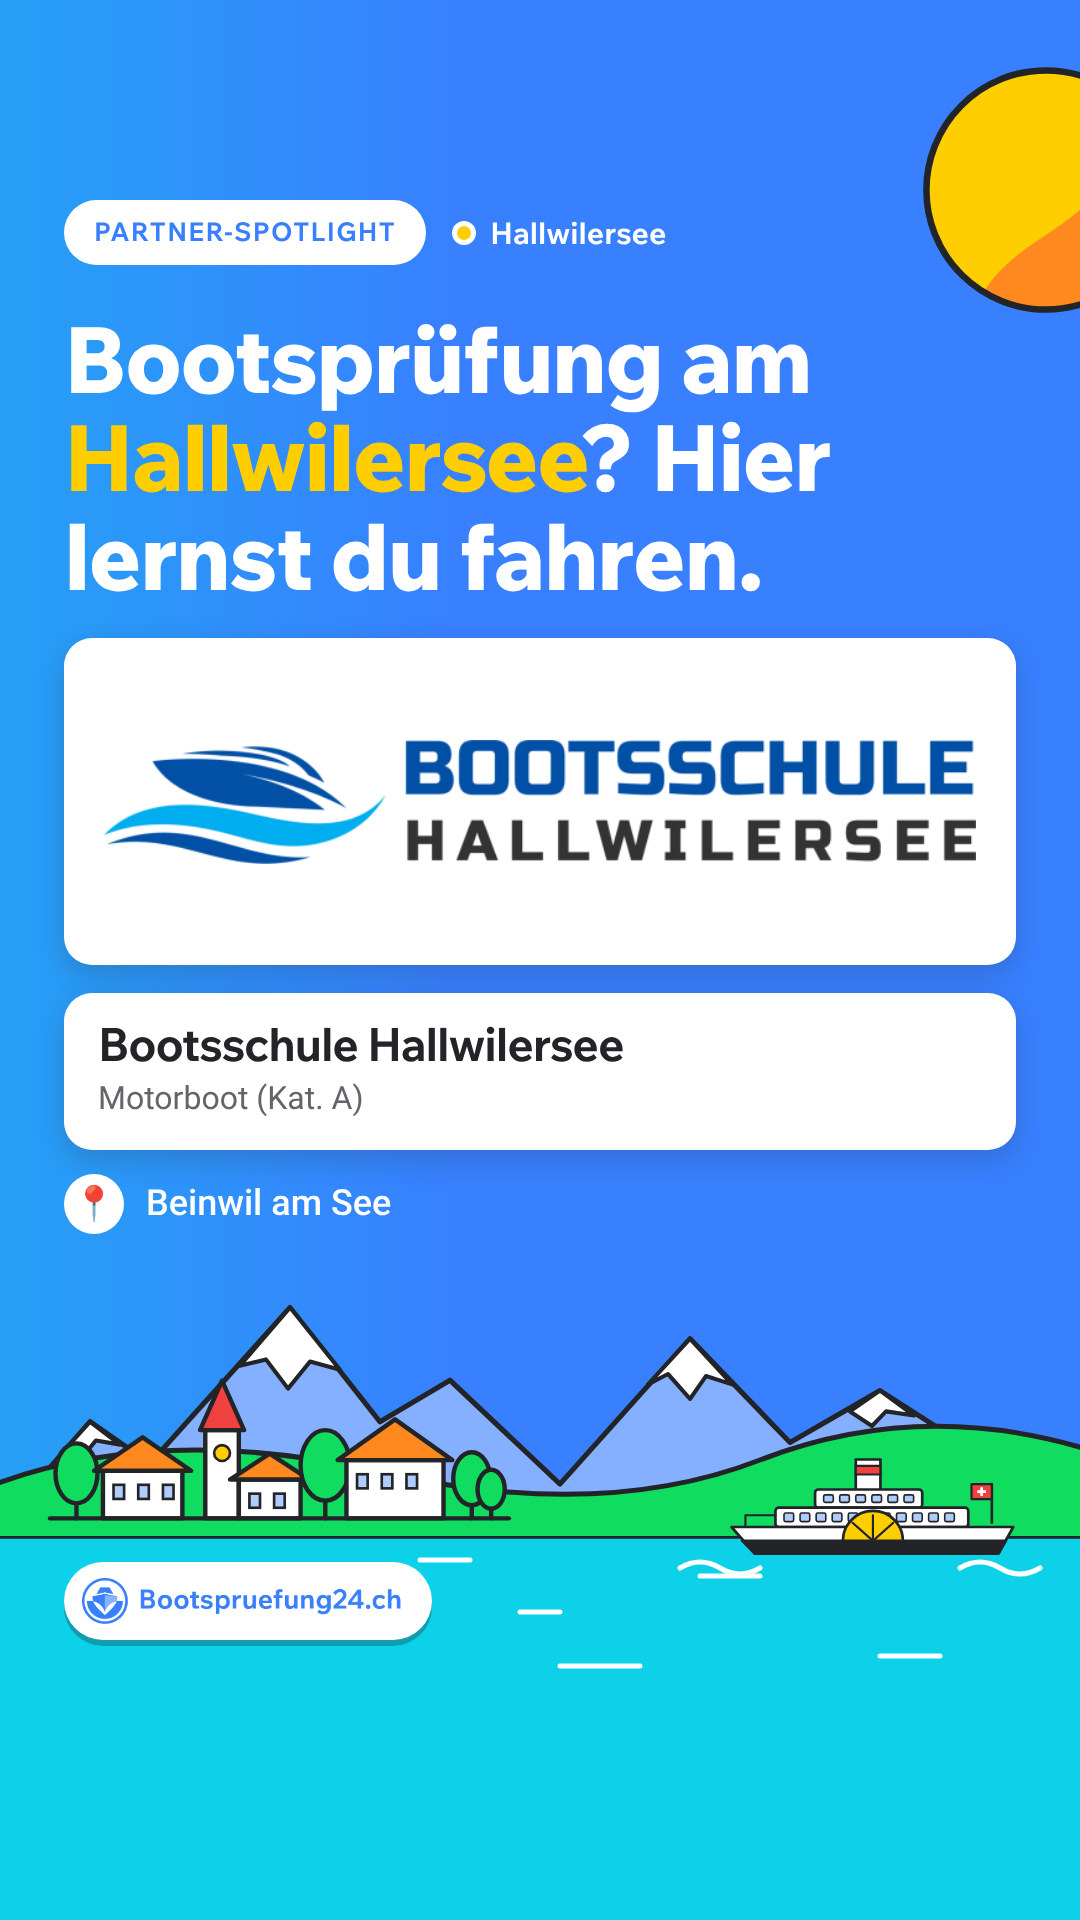 PARTNER-SPOTLIGHT
Hallwilersee
Bootsprüfung am
Hallwilersee? Hier
lernst du fahren.
BOOTSSCHULE
HALLWILERSEE
Bootsschule Hallwilersee
Motorboot (Kat. A)
Beinwil am See
Bootspruefung24.ch